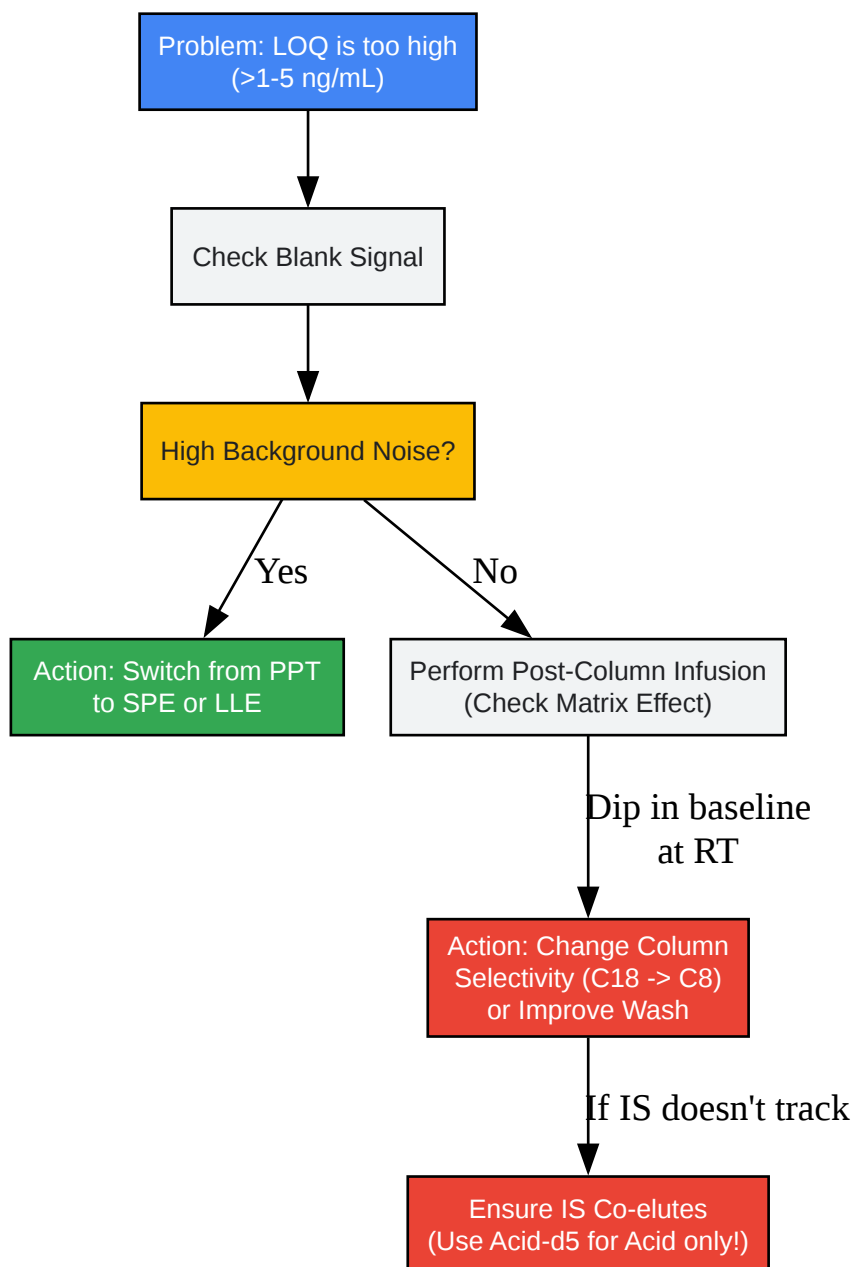 Problem: LOQ is too high
(>1-5 ng/mL)
Check Blank Signal
High Background Noise?
Yes
No
Action: Switch from PPT
to SPE or LLE
Perform Post-Column Infusion
(Check Matrix Effect)
Dip in baseline
at RT
Action: Change Column
Selectivity (C18 -> C8)
or Improve Wash
If IS doesn't track
Ensure IS Co-elutes
(Use Acid-d5 for Acid only!)